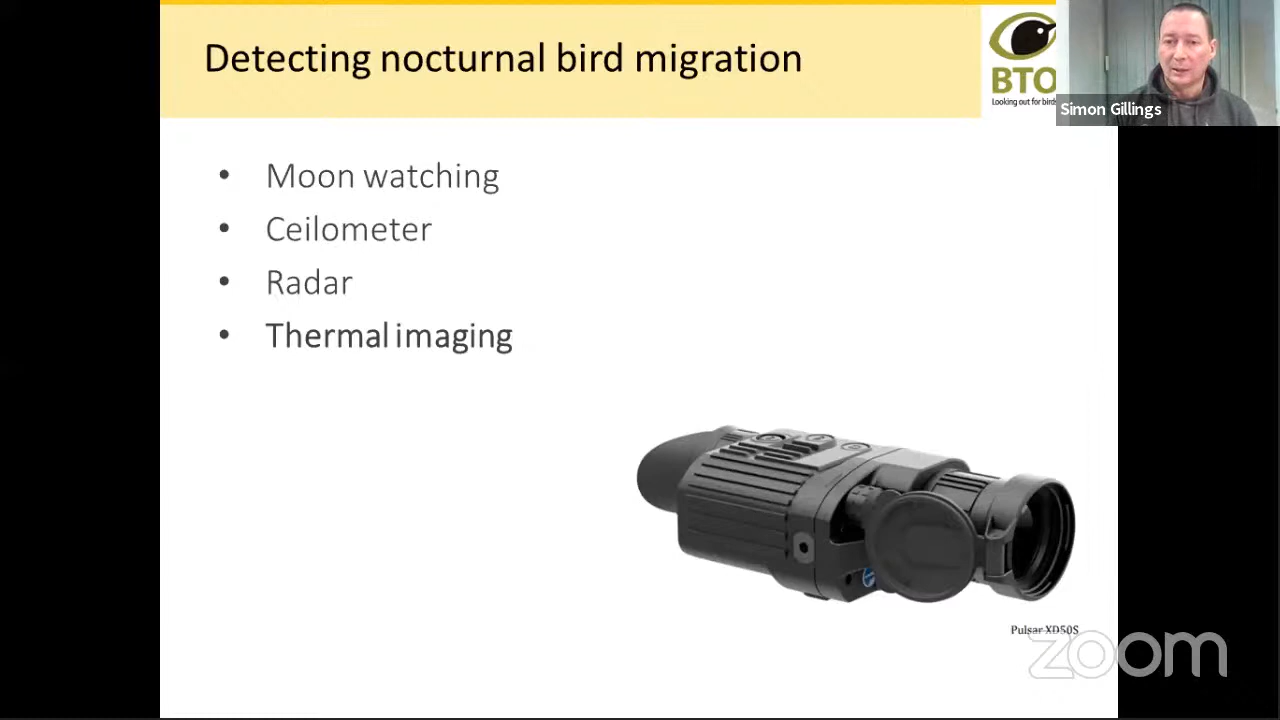 Detecting nocturnal bird migration
BTO
Looking out for birds
Simon Gillings
• Moon watching
• Ceilometer
• Radar
• Thermal imaging
Pulsar XD50S
zoom